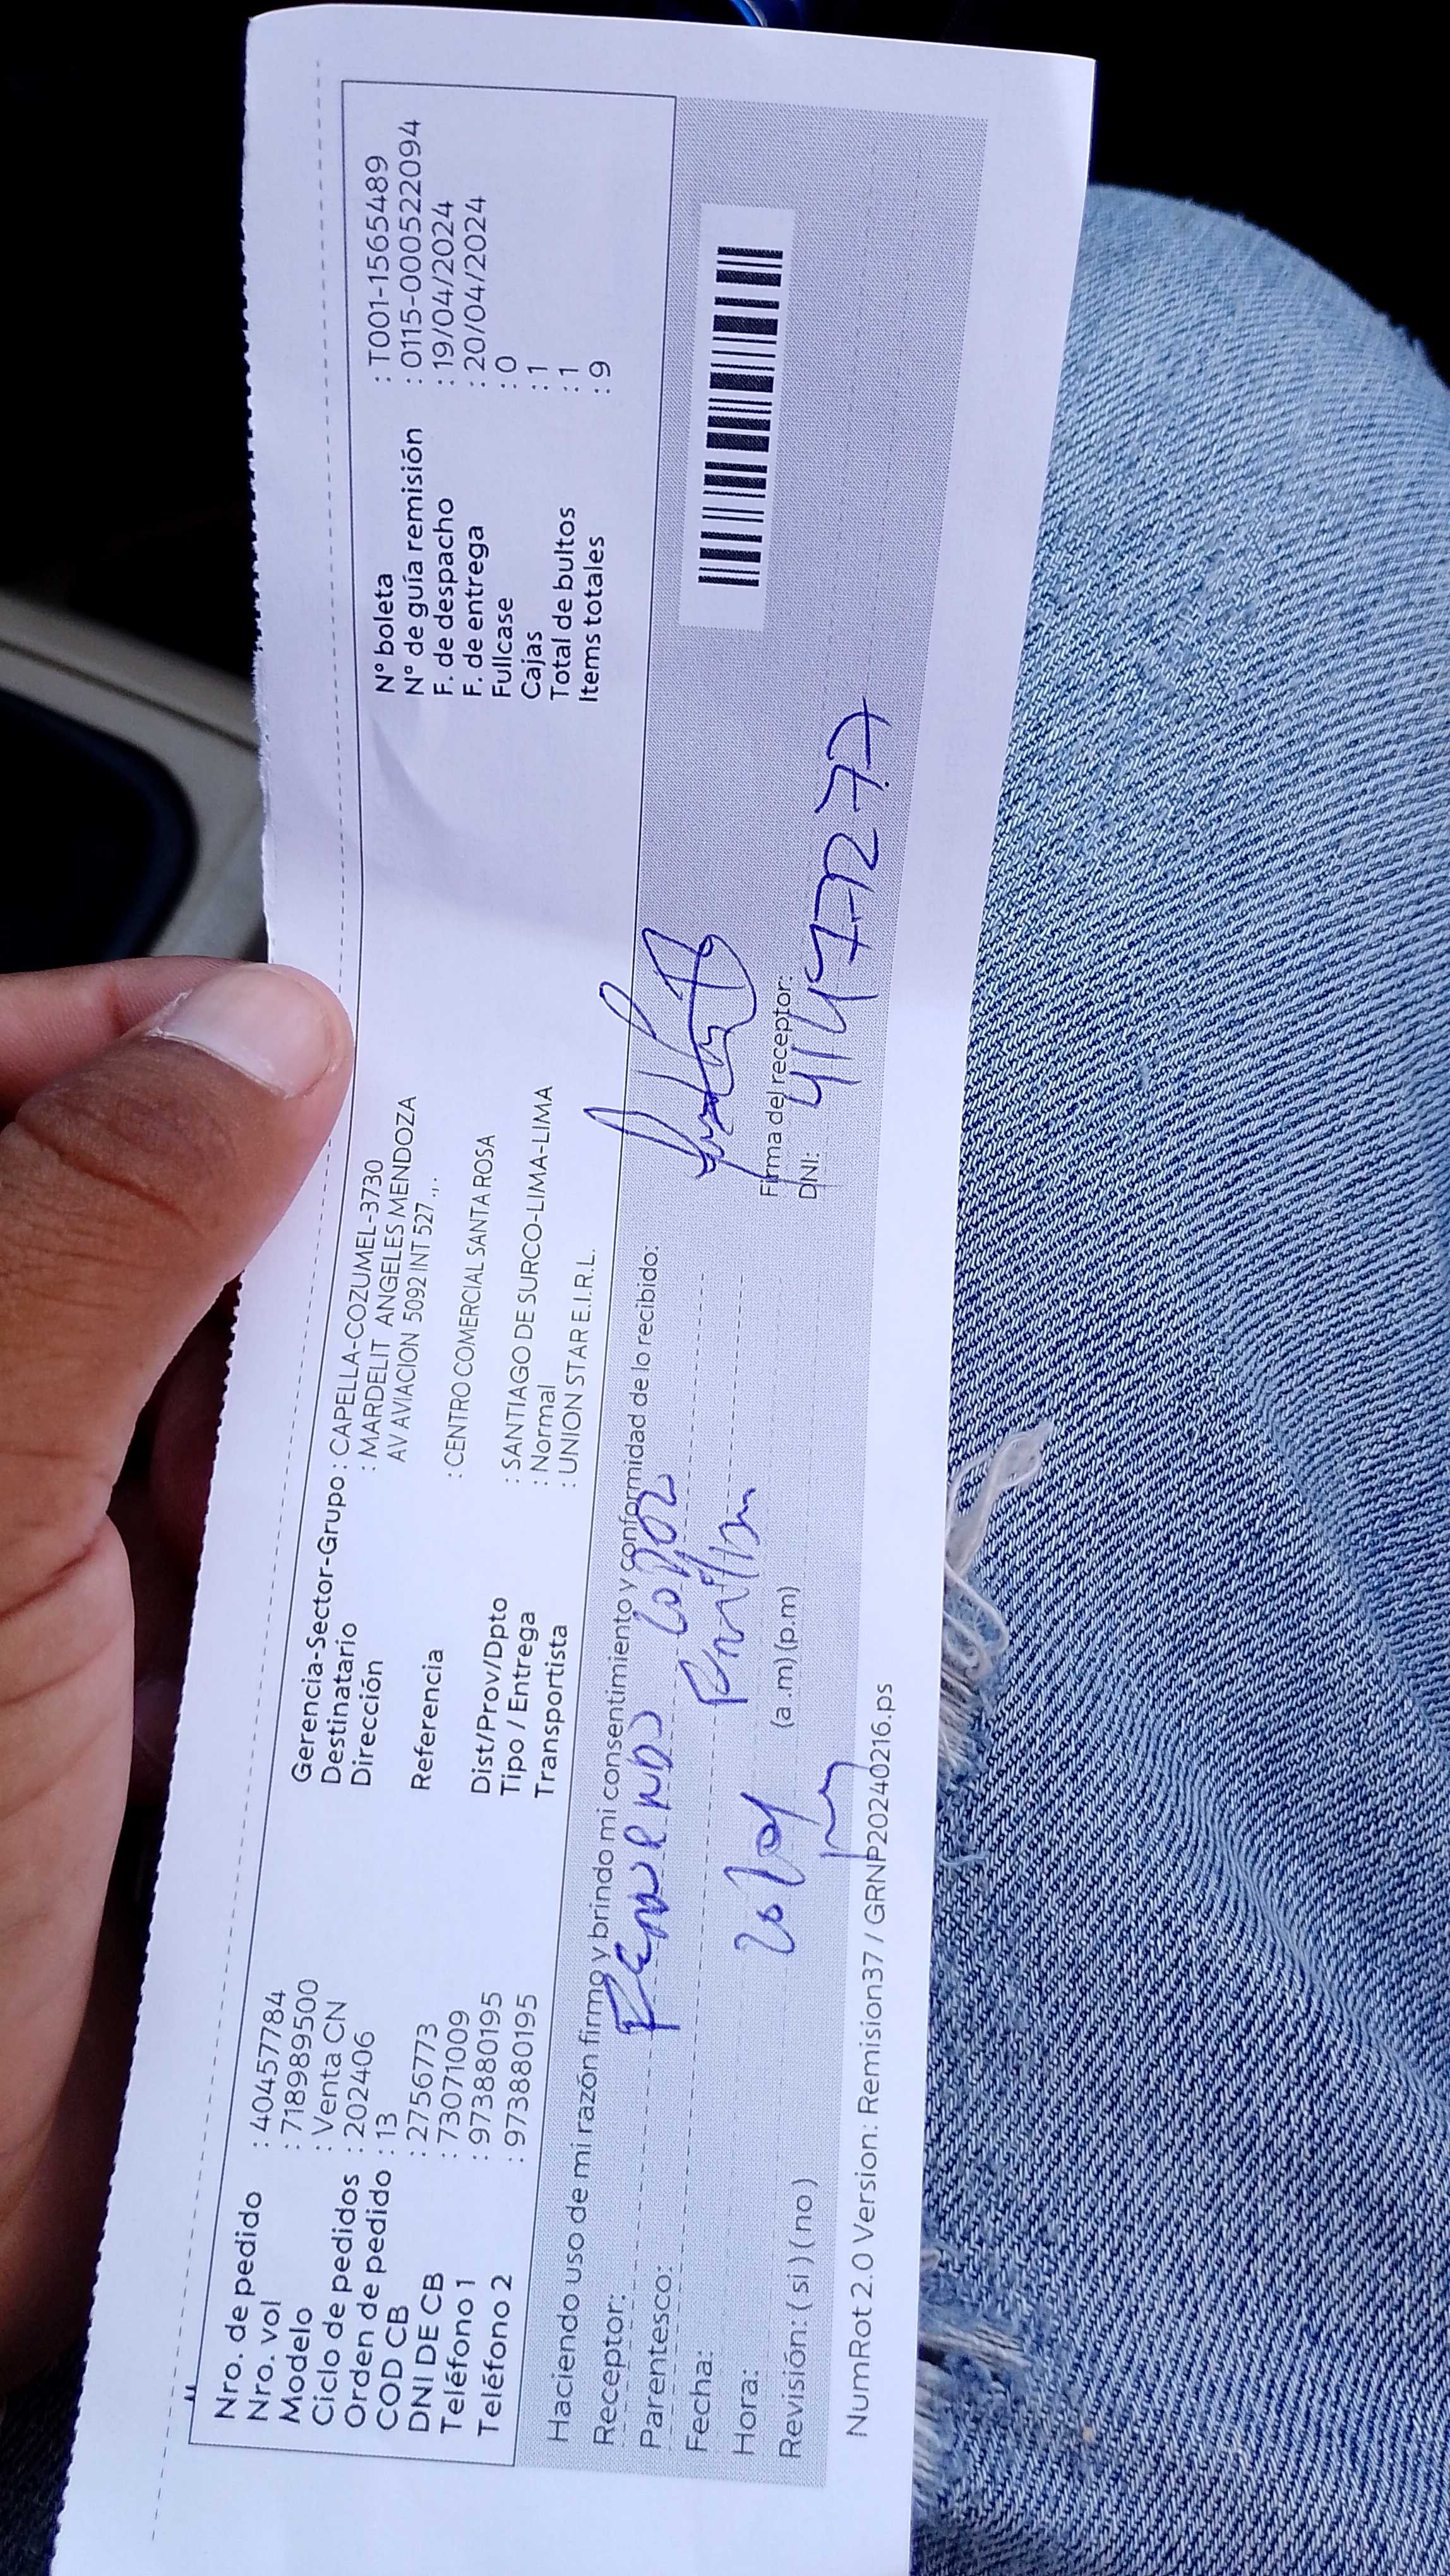 Nro. de pedido : 40457784
Nro. vol : 718989500
Modelo : Venta CN
Ciclo de pedidos : 202406
Orden de pedido : 13
COD CB : 2756773
DNI DE CB : 73071009
Teléfono 1 : 973880195
Teléfono 2 : 973880195
Gerencia-Sector-Grupo : CAPELLA-COZUMEL-3730
Destinatario : MARDELIT ANGELES MENDOZA
Dirección AV AVIACION 5092 INT 527 .,.
Referencia : CENTRO COMERCIAL SANTA ROSA
Dist/Prov/Dpto : SANTIAGO DE SURCO-LIMA-LIMA
Tipo / Entrega : Normal
Transportista : UNION STAR E.I.R.L.
N° boleta : T001-1565489
N° de guía remisión : 0115-000522094
F. de despacho : 19/04/2024
F. de entrega : 20/04/2024
Fullcase : 0
Cajas : 1
Total de bultos : 1
Items totales : 9
Haciendo uso de mi razón firmo y brindo mi consentimiento y conformidad de lo recibido:
Receptor:
Parentesco:
Fecha:
Hora: (a.m) (p.m)
Revisión: ( si ) ( no )
Firma del receptor:
DNI: 41477277
NumRot 2.0 Version: Remision37 / GRNP20240216.ps